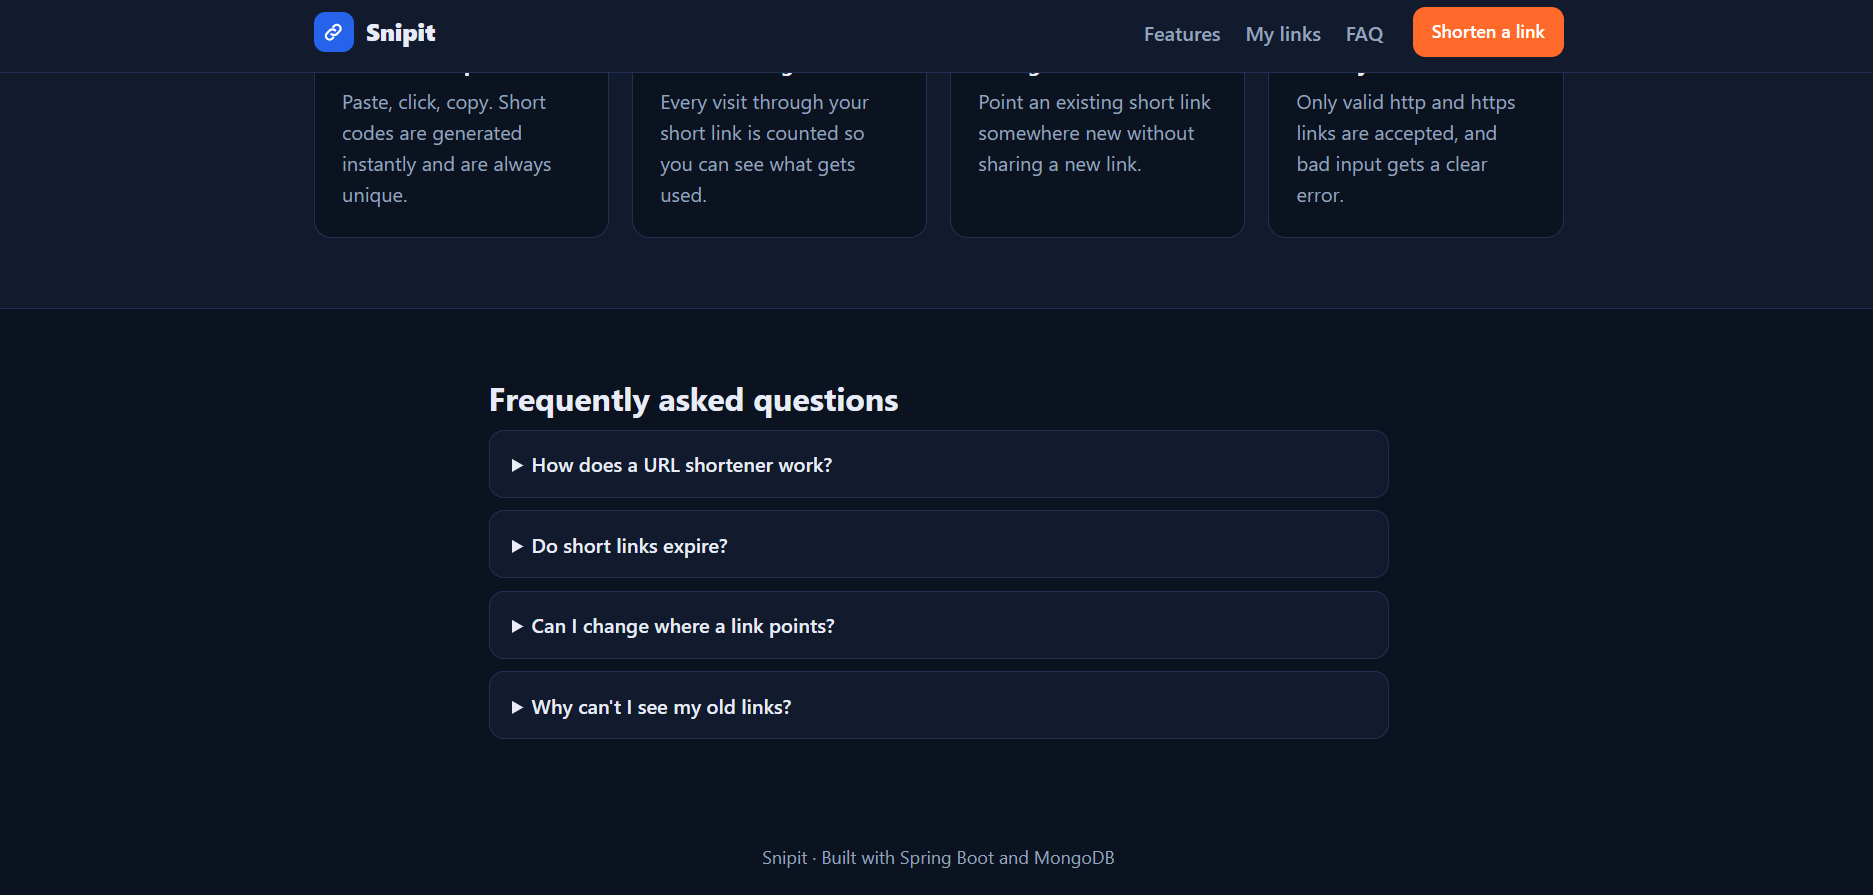 Snipit
Features
My links
FAQ
Shorten a link
Paste, click, copy. Short
codes are generated
instantly and are always
unique.
Every visit through your
short link is counted so
you can see what gets
used.
Point an existing short link
somewhere new without
sharing a new link.
Only valid http and https
links are accepted, and
bad input gets a clear
error.
Frequently asked questions
How does a URL shortener work?
Do short links expire?
Can I change where a link points?
Why can't I see my old links?
Snipit · Built with Spring Boot and MongoDB